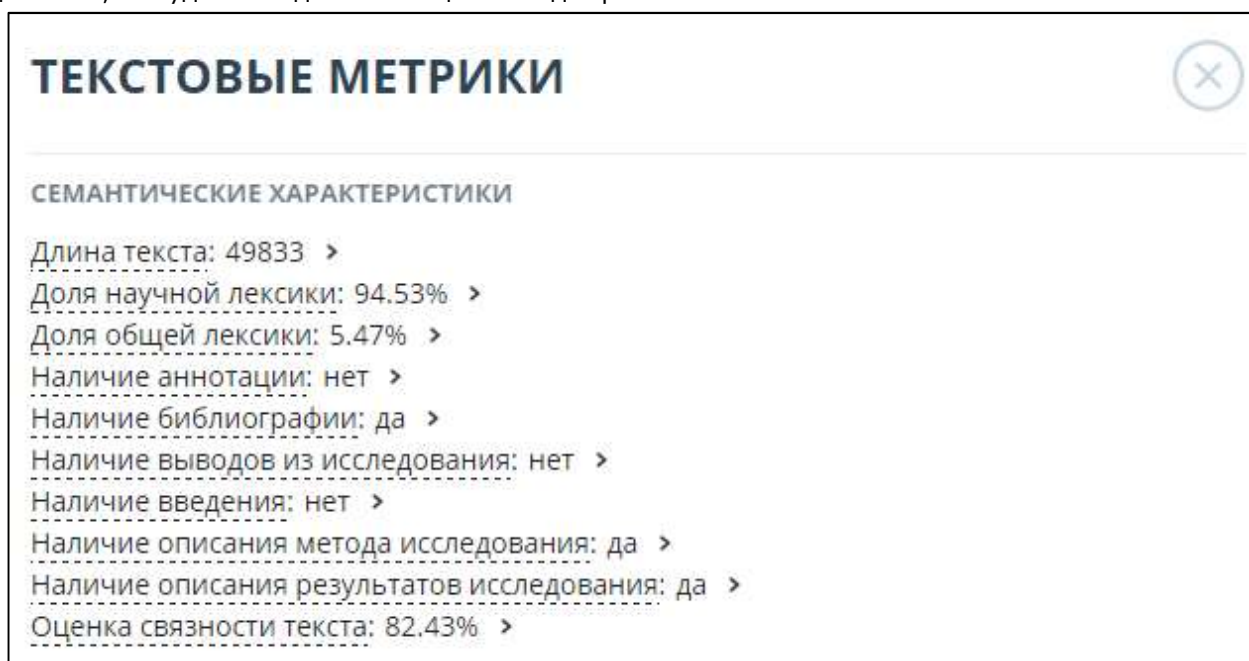 ТЕКСТОВЫЕ МЕТРИКИ
СЕМАНТИЧЕСКИЕ ХАРАКТЕРИСТИКИ
Длина текста: 49833 >
Доля научной лексики: 94.53% >
Доля общей лексики: 5.47% >
Наличие аннотации: нет >
Наличие библиографии: да >
Наличие выводов из исследования: нет >
Наличие введения: нет >
Наличие описания метода исследования: да >
Наличие описания результатов исследования: да >
Оценка связности текста: 82.43% >